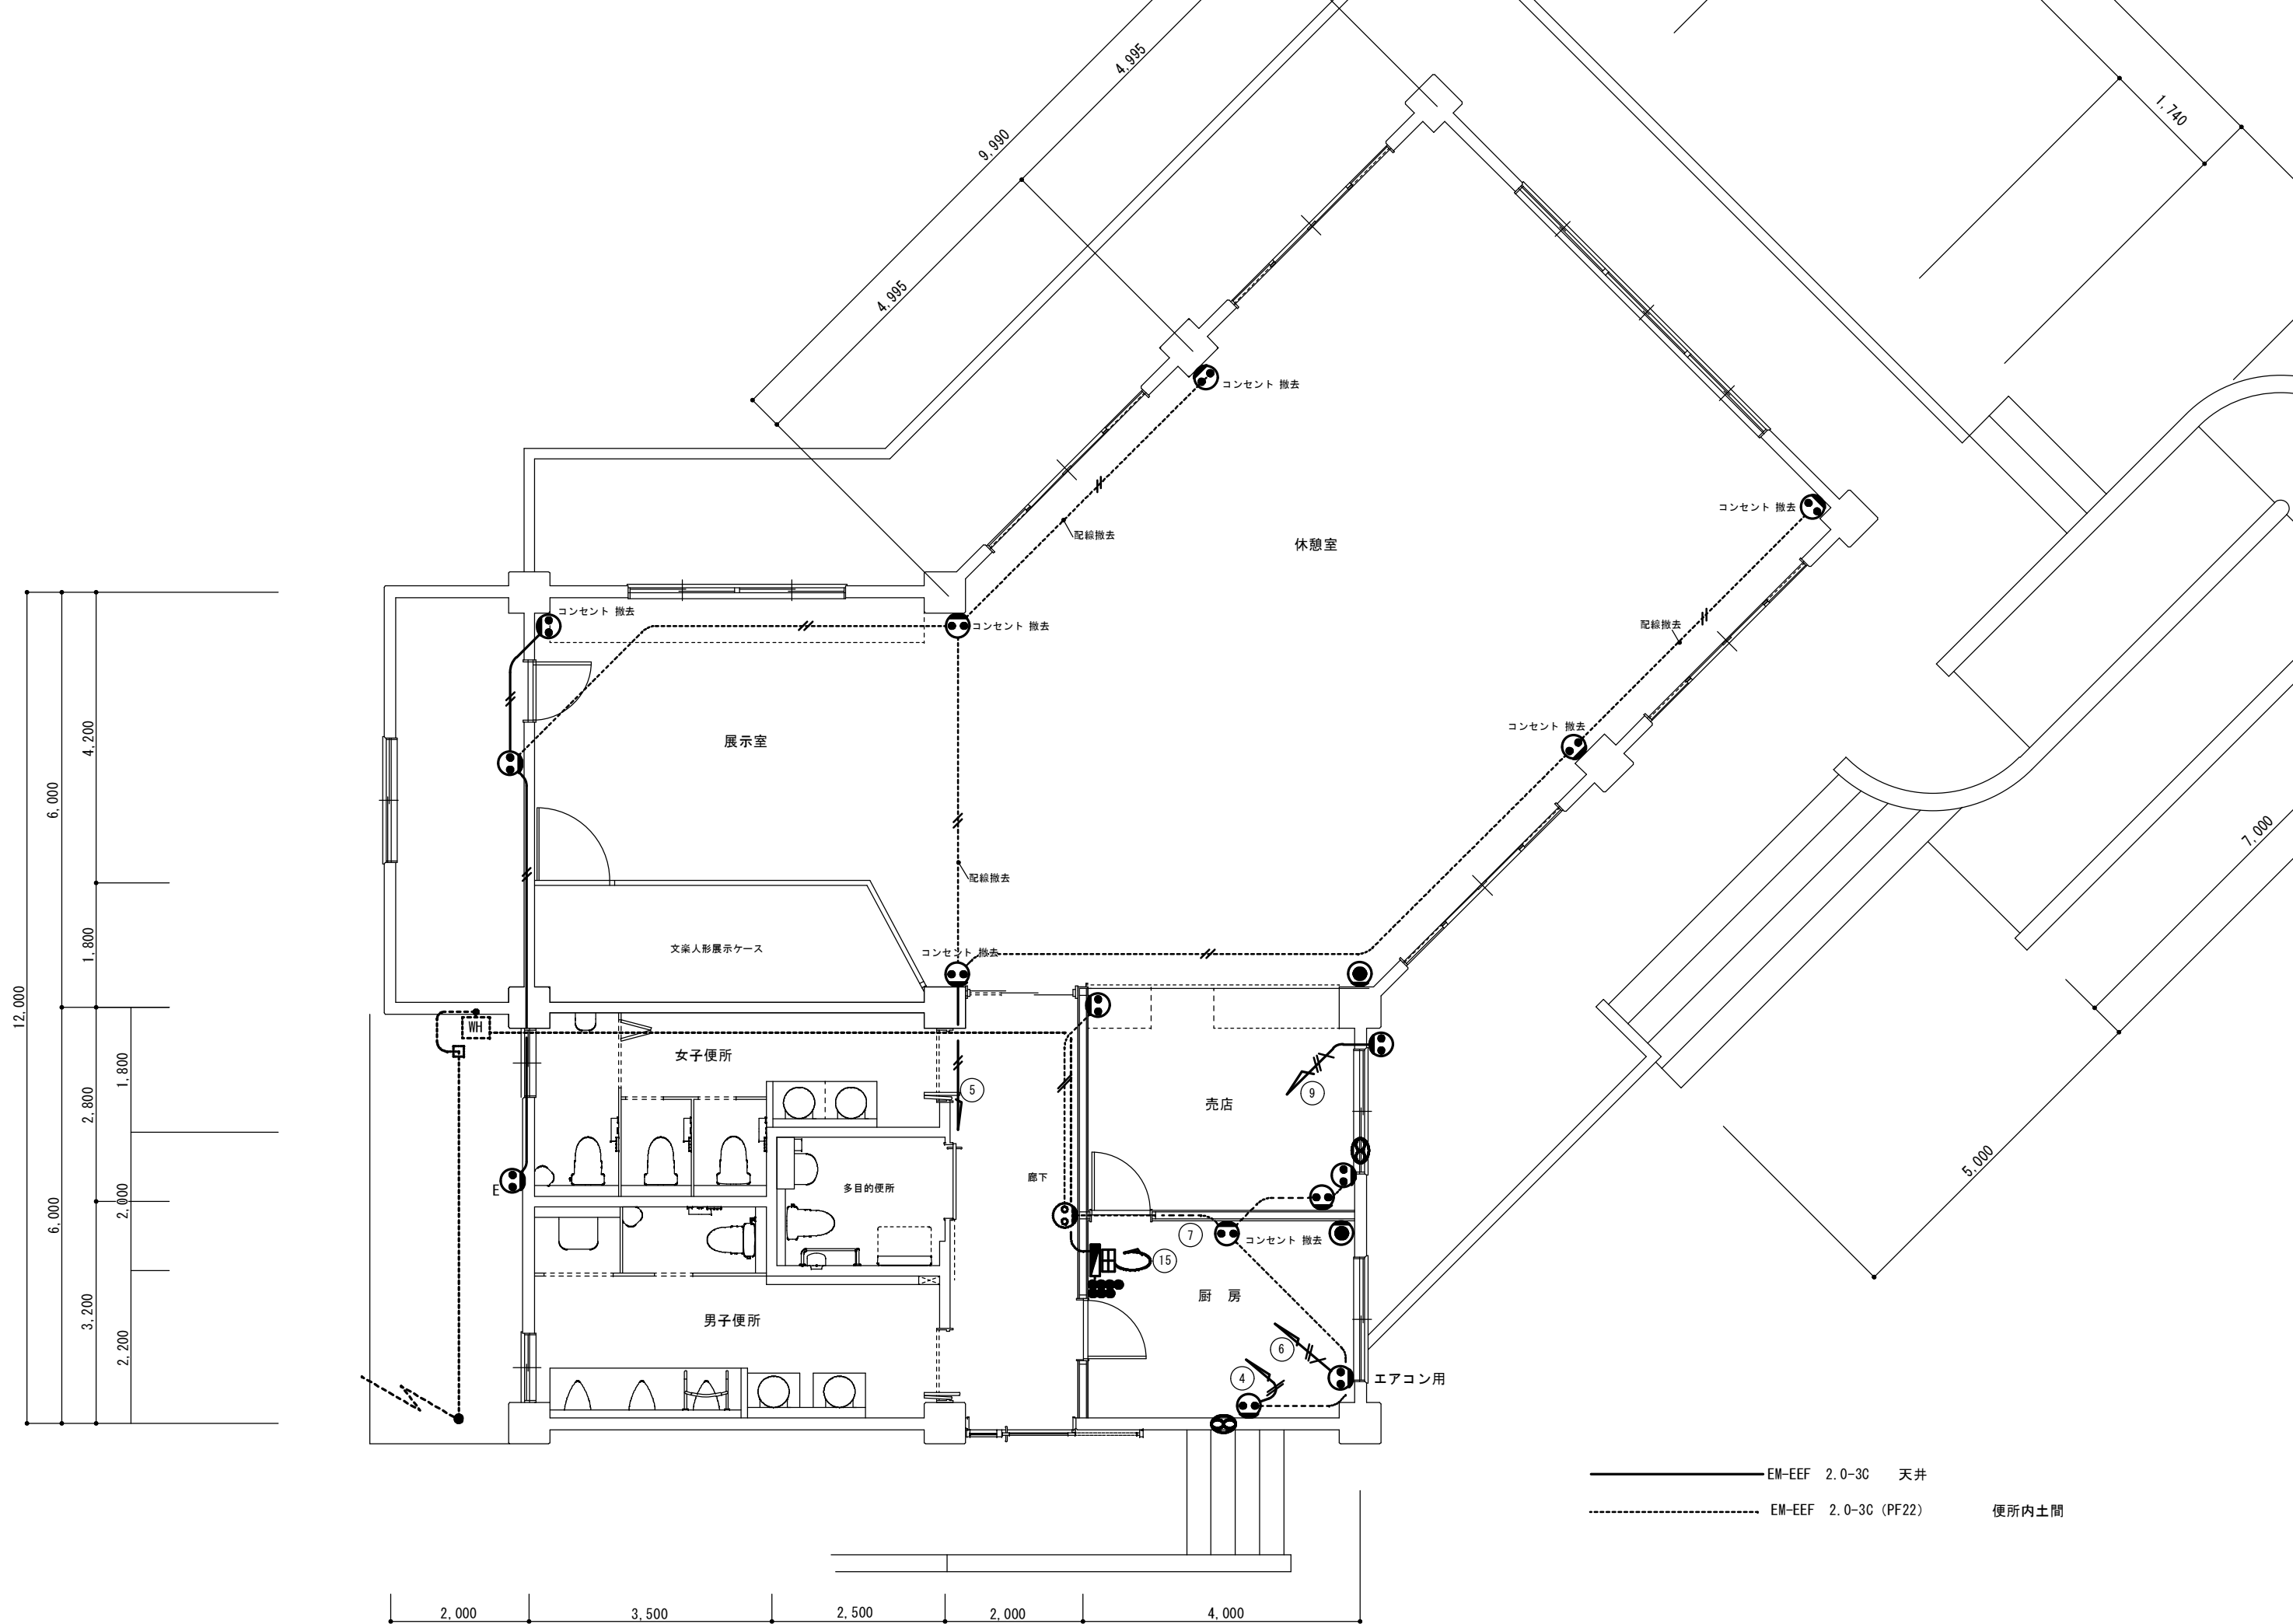 4,995
9,990
1,740
4,995
コンセント 撤去
コンセント 撤去
配線撤去
休憩室
コンセント 撤去
コンセント 撤去
配線撤去
4,200
展示室
コンセント 撤去
6,000
7,000
配線撤去
1,800
文楽人形展示ケース
コンセント 撤去
12,000
WH
女子便所
1,800
5
9
2,800
売店
5,000
廊下
多目的便所
E
2,000
6,000
7
コンセント 撤去
15
厨 房
3,200
男子便所
2,200
6
4
エアコン用
EM-EEF 2.0-3C 天井
EM-EEF 2.0-3C (PF22) 便所内土間
2,000
3,500
2,500
2,000
4,000